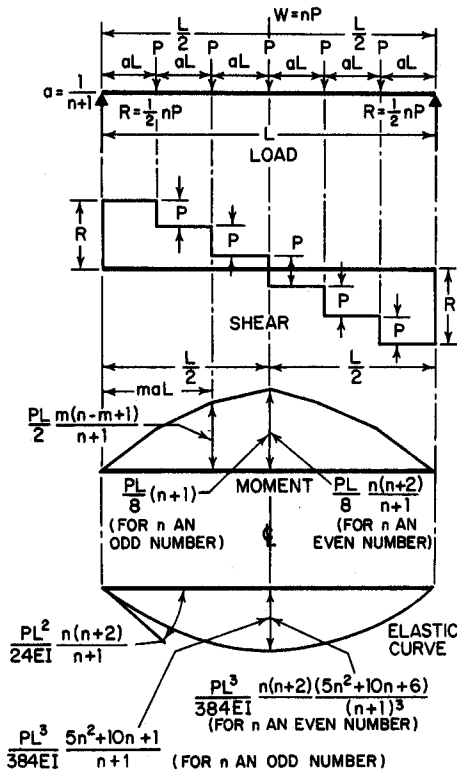 W=nP
L/2 L/2
P P P P P
aL aL aL aL aL aL
a = 1/(n+1)
R = 1/2 nP R = 1/2 nP
L
LOAD
P
P P
R
P
R
SHEAR
P
L/2 L/2
maL
PL/2 m(n-m+1)/(n+1)
PL/8 (n+1) MOMENT PL/8 n(n+2)/(n+1)
(FOR n AN ODD NUMBER) ℄ (FOR n AN EVEN NUMBER)
PL²/24EI n(n+2)/(n+1)
ELASTIC
CURVE
PL³/384EI n(n+2)(5n²+10n+6)/(n+1)³
(FOR n AN EVEN NUMBER)
PL³/384EI (5n²+10n+1)/(n+1) (FOR n AN ODD NUMBER)